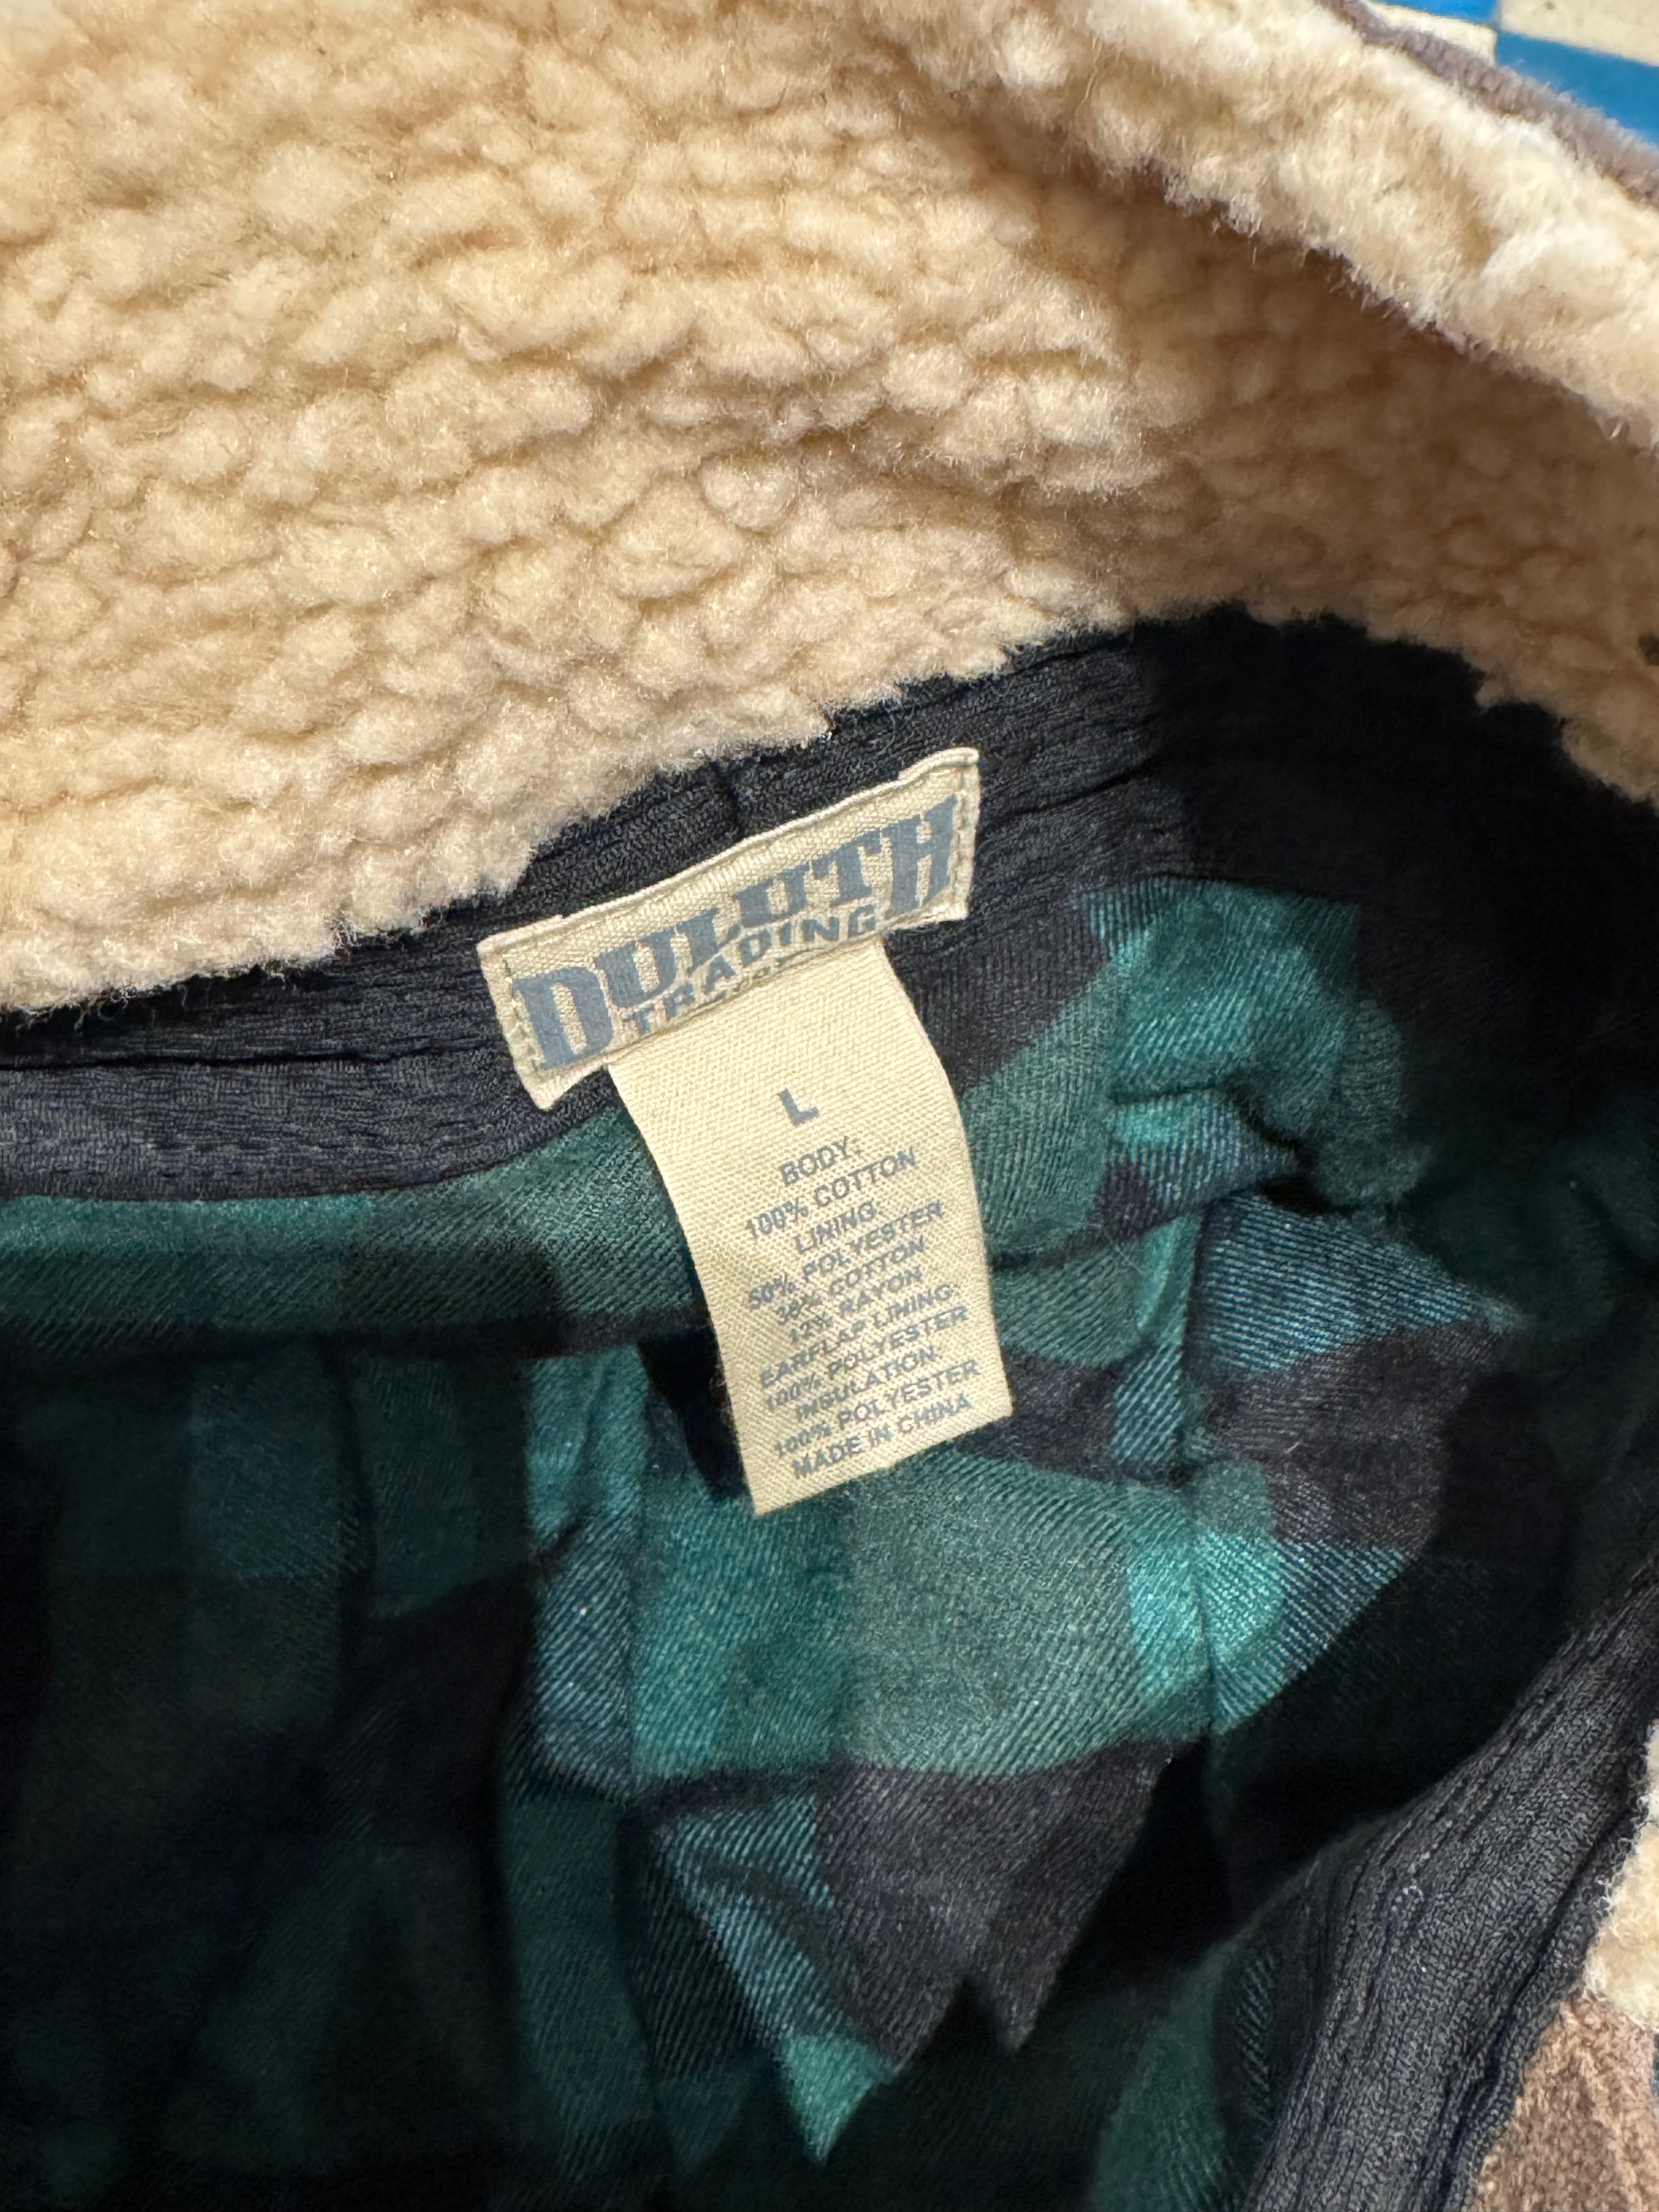 DULUTH
TRADING
L
BODY:
100% COTTON
LINING:
50% POLYESTER
38% COTTON
12% RAYON
EARFLAP LINING:
100% POLYESTER
INSULATION:
100% POLYESTER
MADE IN CHINA